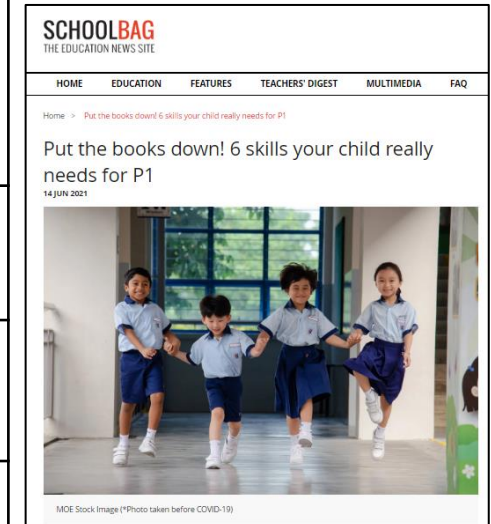 SCHOOLBAG
THE EDUCATION NEWS SITE
HOME EDUCATION FEATURES TEACHERS' DIGEST MULTIMEDIA FAQ
Home > Put the books down! 6 skills your child really needs for P1
Put the books down! 6 skills your child really
needs for P1
14 JUN 2021
MOE Stock Image (*Photo taken before COVID-19)